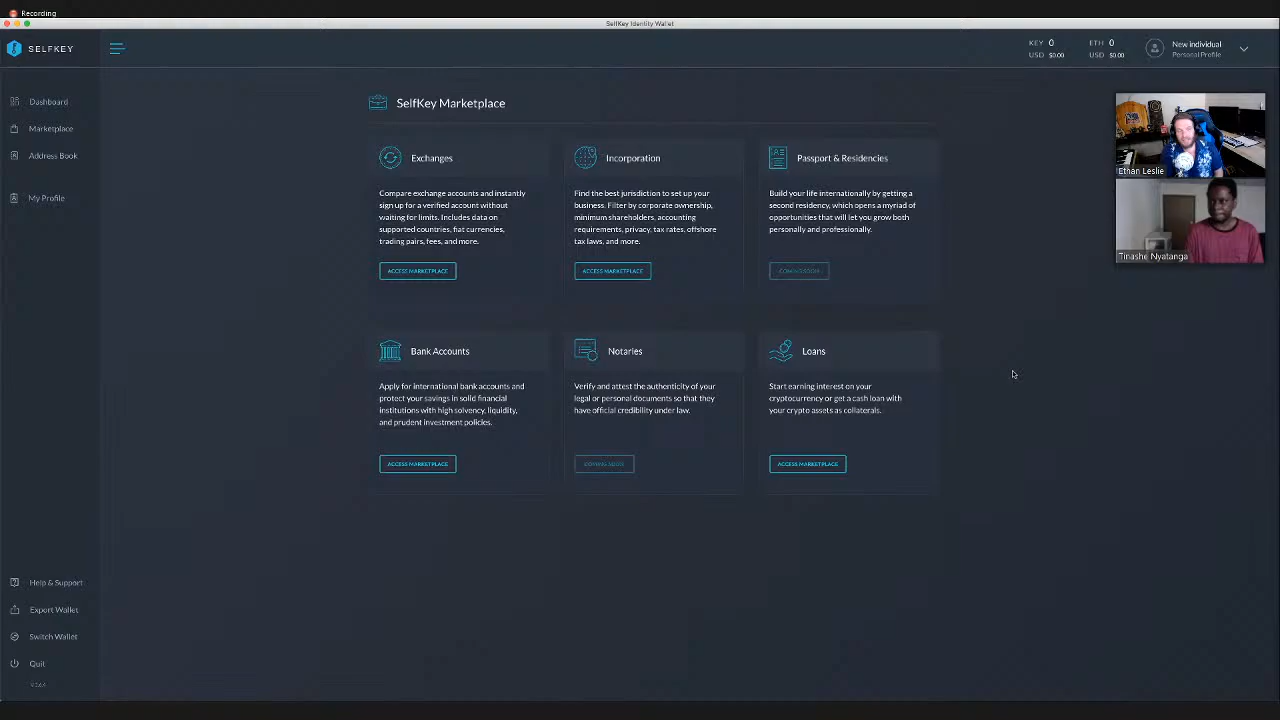 Recording
SelfKey Identity Wallet
SELFKEY
KEY 0
USD $0.00
ETH 0
USD $0.00
New individual
Personal Profile
Dashboard
Marketplace
Address Book
My Profile
SelfKey Marketplace
Exchanges
Compare exchange accounts and instantly
sign up for a verified account without
waiting for limits. Includes data on
supported countries, fiat currencies,
trading pairs, fees, and more.
ACCESS MARKETPLACE
Incorporation
Find the best jurisdiction to set up your
business. Filter by corporate ownership,
minimum shareholders, accounting
requirements, privacy, tax rates, offshore
tax laws, and more.
ACCESS MARKETPLACE
Passport & Residencies
Build your life internationally by getting a
second residency, which opens a myriad of
opportunities that will let you grow both
personally and professionally.
COMING SOON
Bank Accounts
Apply for international bank accounts and
protect your savings in solid financial
institutions with high solvency, liquidity,
and prudent investment policies.
ACCESS MARKETPLACE
Notaries
Verify and attest the authenticity of your
legal or personal documents so that they
have official credibility under law.
COMING SOON
Loans
Start earning interest on your
cryptocurrency or get a cash loan with
your crypto assets as collaterals.
ACCESS MARKETPLACE
Ethan Leslie
Tinashe Nyatanga
Help & Support
Export Wallet
Switch Wallet
Quit